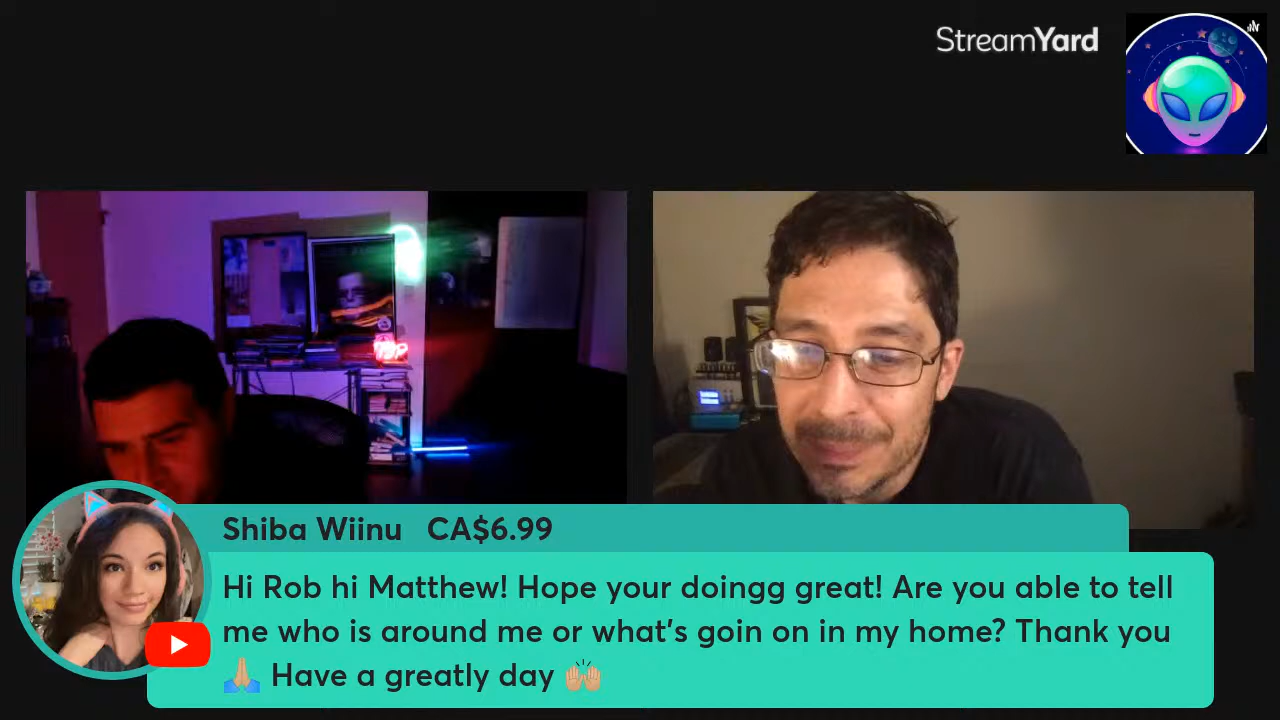 StreamYard
Shiba Wiinu CA$6.99
Hi Rob hi Matthew! Hope your doingg great! Are you able to tell
me who is around me or what's goin on in my home? Thank you
🙏🏼 Have a greatly day 🙌🏼